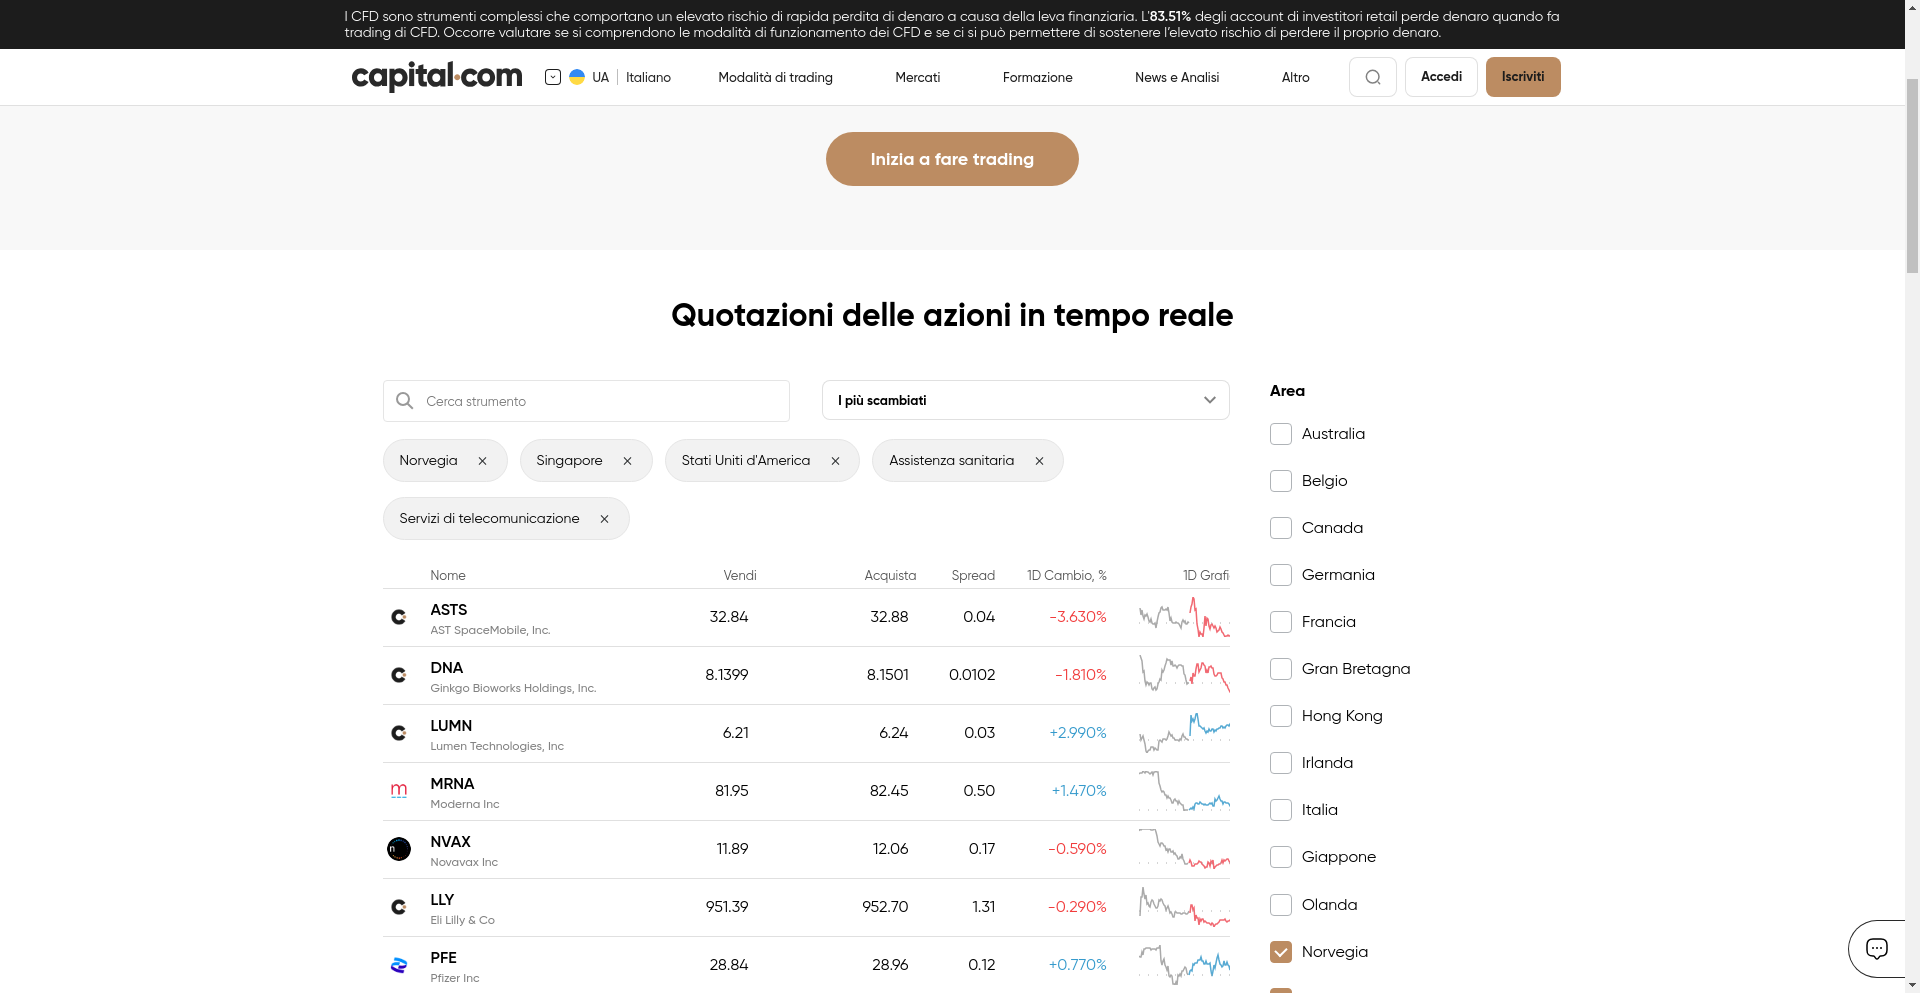 I CFD sono strumenti complessi che comportano un elevato rischio di rapida perdita di denaro a causa della leva finanziaria. L'83.51% degli account di investitori retail perde denaro quando fa
trading di CFD. Occorre valutare se si comprendono le modalità di funzionamento dei CFD e se ci si può permettere di sostenere l'elevato rischio di perdere il proprio denaro.
capital.com UA Italiano Modalità di trading Mercati Formazione News e Analisi Altro Accedi Iscriviti
Inizia a fare trading
Quotazioni delle azioni in tempo reale
Cerca strumento
I più scambiati
Norvegia Singapore Stati Uniti d'America Assistenza sanitaria
Servizi di telecomunicazione
Nome Vendi Acquista Spread 1D Cambio, % 1D Grafi
ASTS 32.84 32.88 0.04 -3.630%
AST SpaceMobile, Inc.
DNA 8.1399 8.1501 0.0102 -1.810%
Ginkgo Bioworks Holdings, Inc.
LUMN 6.21 6.24 0.03 +2.990%
Lumen Technologies, Inc
MRNA 81.95 82.45 0.50 +1.470%
Moderna Inc
NVAX 11.89 12.06 0.17 -0.590%
Novavax Inc
LLY 951.39 952.70 1.31 -0.290%
Eli Lilly & Co
PFE 28.84 28.96 0.12 +0.770%
Pfizer Inc
Area
Australia
Belgio
Canada
Germania
Francia
Gran Bretagna
Hong Kong
Irlanda
Italia
Giappone
Olanda
Norvegia